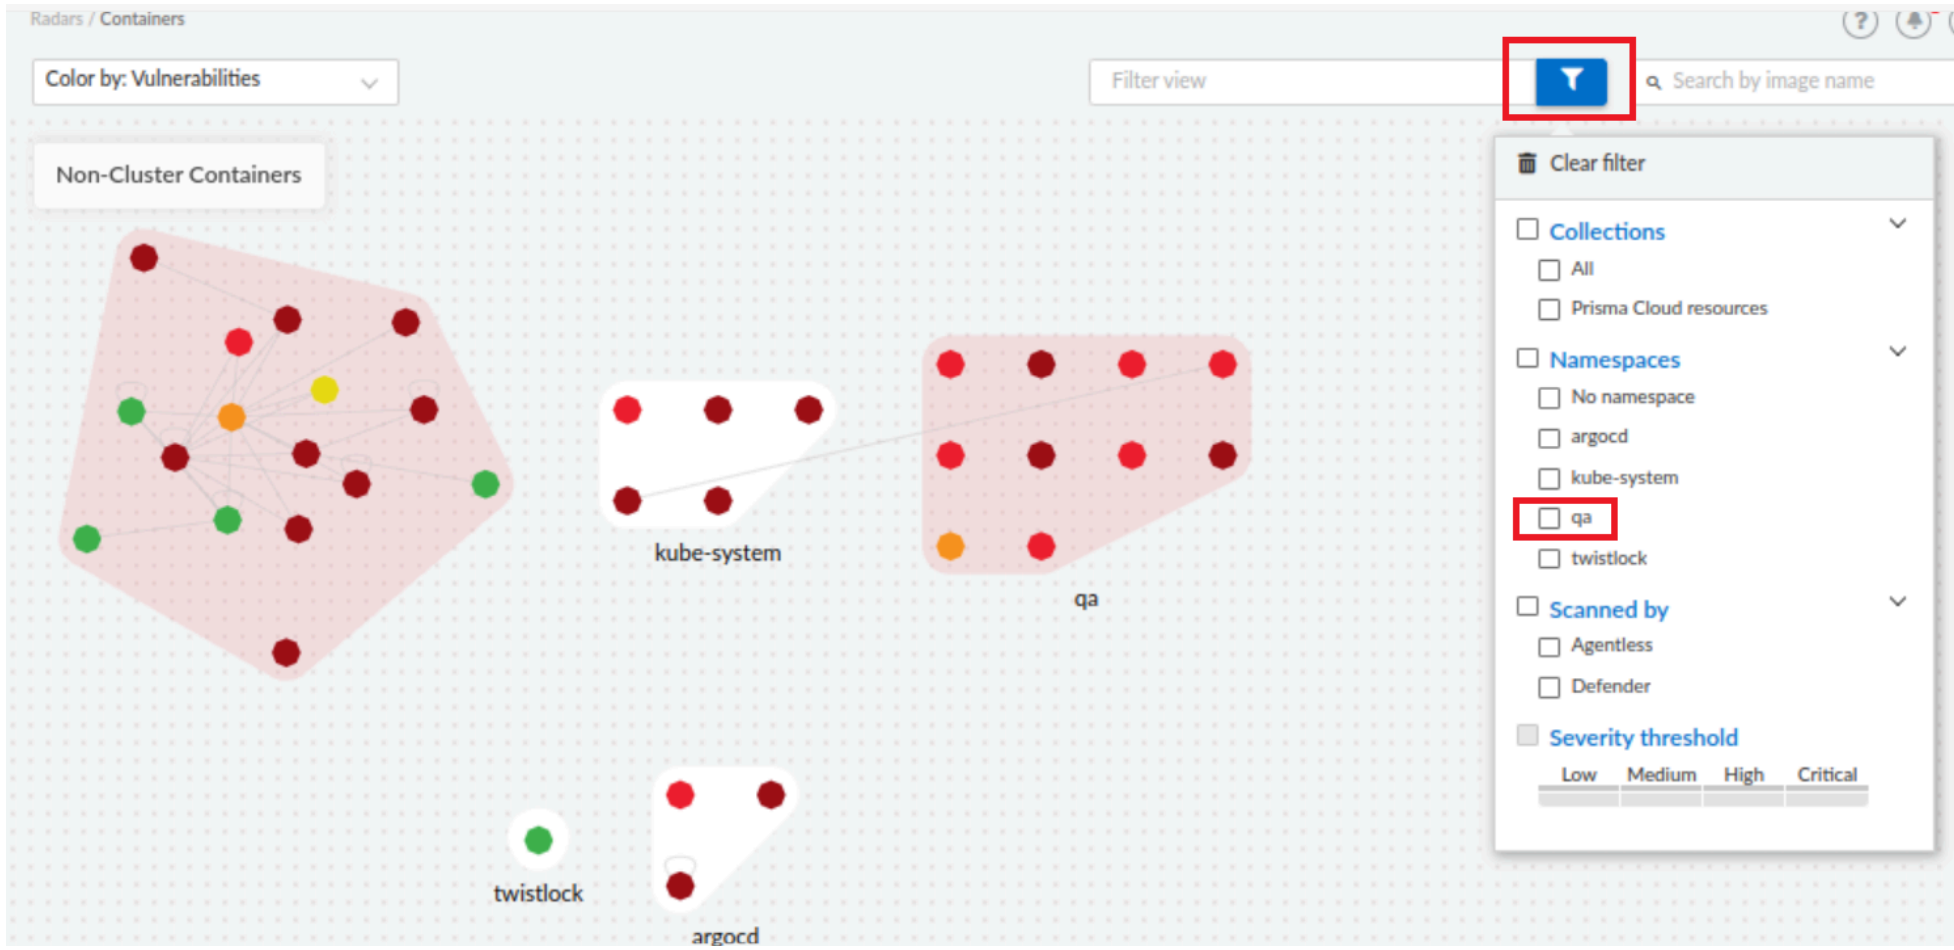 Radars / Containers
?
Color by: Vulnerabilities
Filter view
Search by image name
Non-Cluster Containers
kube-system
qa
twistlock
argocd
Clear filter
Collections
All
Prisma Cloud resources
Namespaces
No namespace
argocd
kube-system
qa
twistlock
Scanned by
Agentless
Defender
Severity threshold
Low Medium High Critical